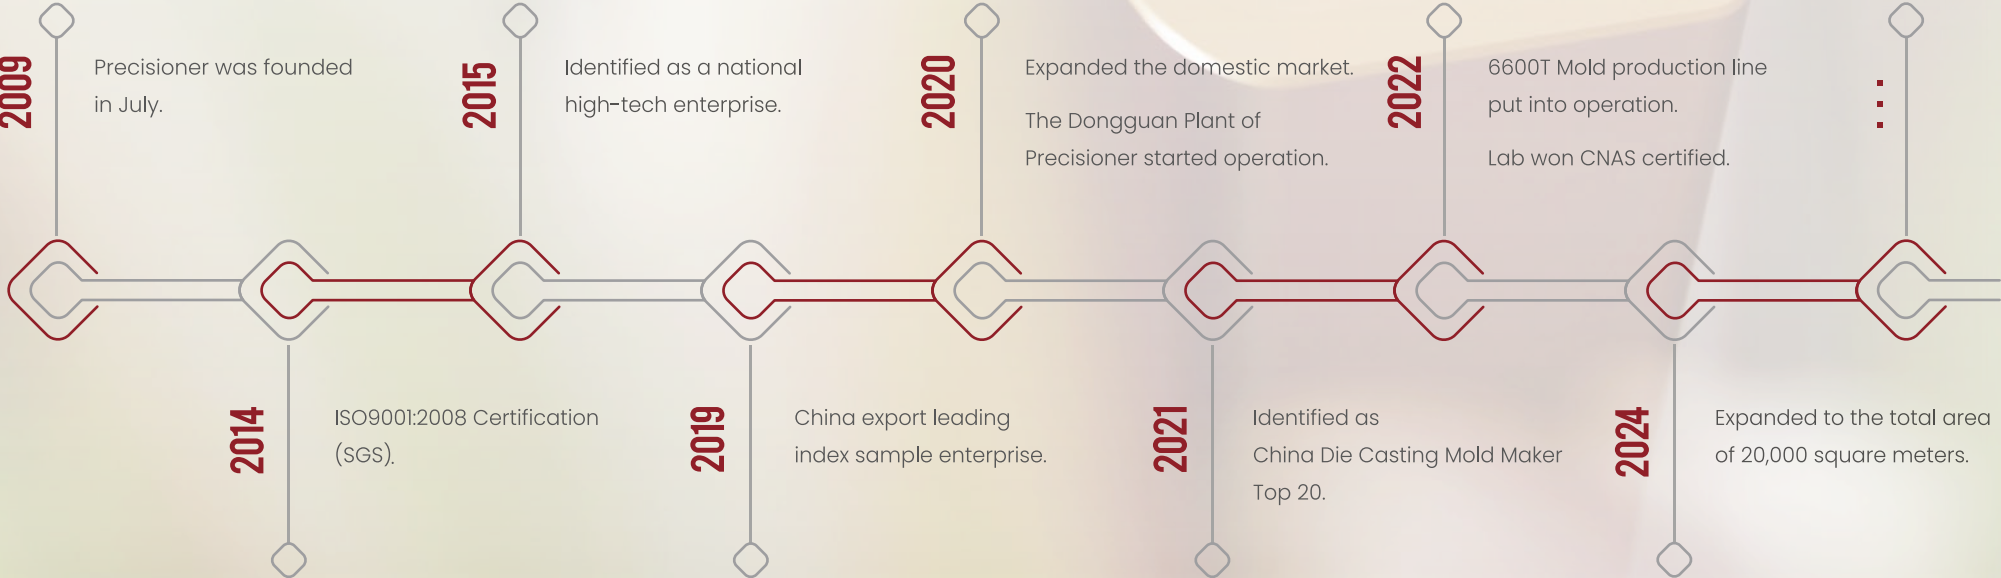 2009
Precisioner was founded
in July.
2014
ISO9001:2008 Certification
(SGS).
2015
Identified as a national
high-tech enterprise.
2019
China export leading
index sample enterprise.
2020
Expanded the domestic market.
The Dongguan Plant of
Precisioner started operation.
2021
Identified as
China Die Casting Mold Maker
Top 20.
2022
6600T Mold production line
put into operation.
Lab won CNAS certified.
2024
Expanded to the total area
of 20,000 square meters.
...